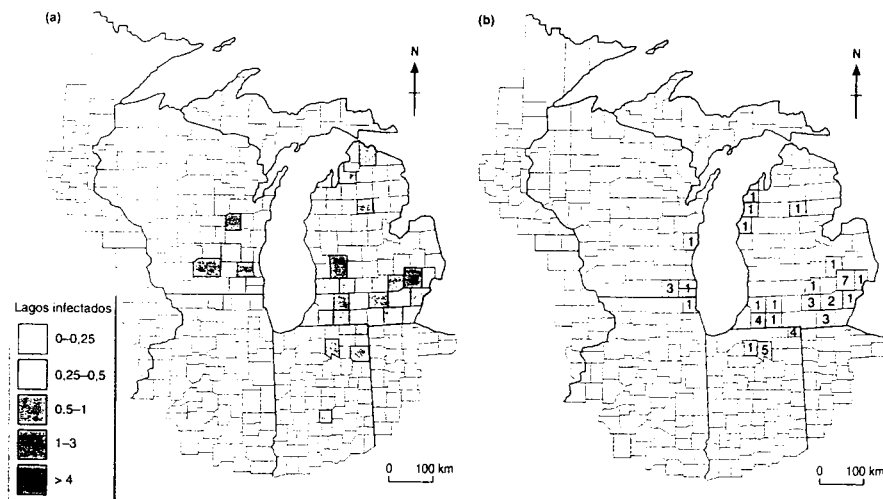 (a)
N
Lagos infectados
0–0,25
0,25–0,5
0.5–1
1–3
> 4
0 100 km
(b)
N
1
1 1
1
1
1
3 1
7 1
1
1
1 1
3 2 1
4 1
3
4
1 5
0 100 km